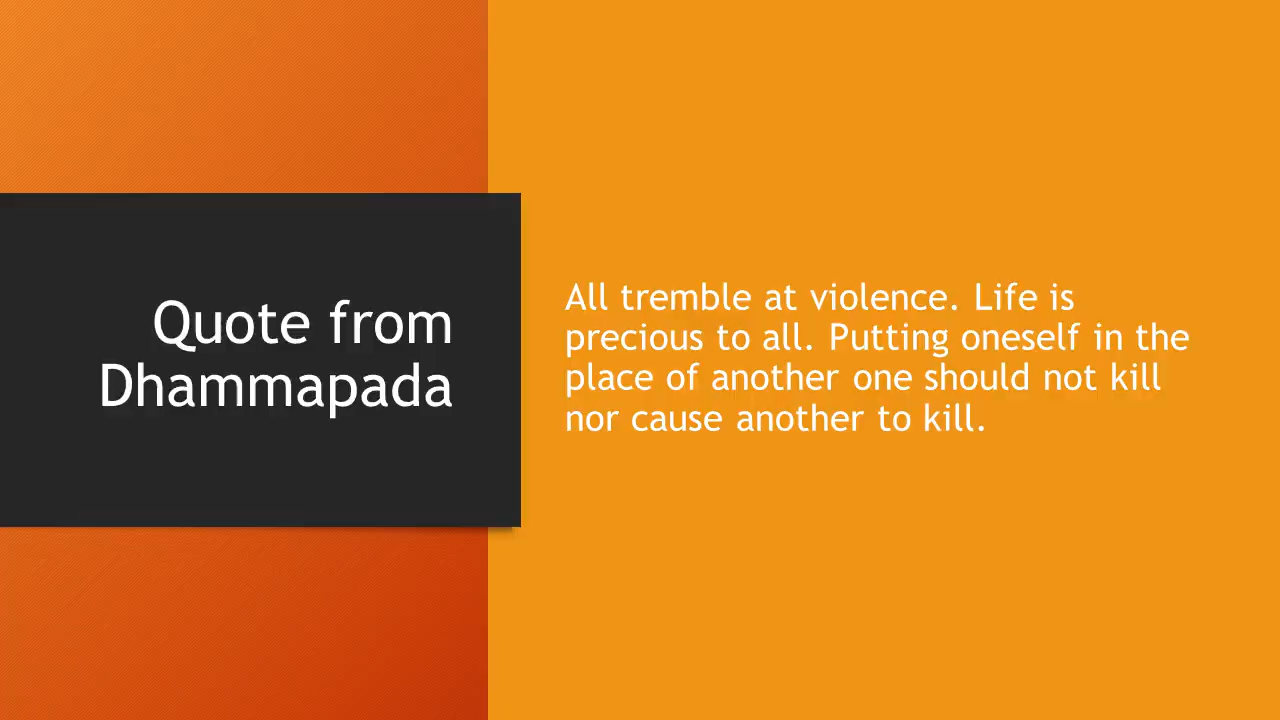 Quote from
Dhammapada
All tremble at violence. Life is
precious to all. Putting oneself in the
place of another one should not kill
nor cause another to kill.